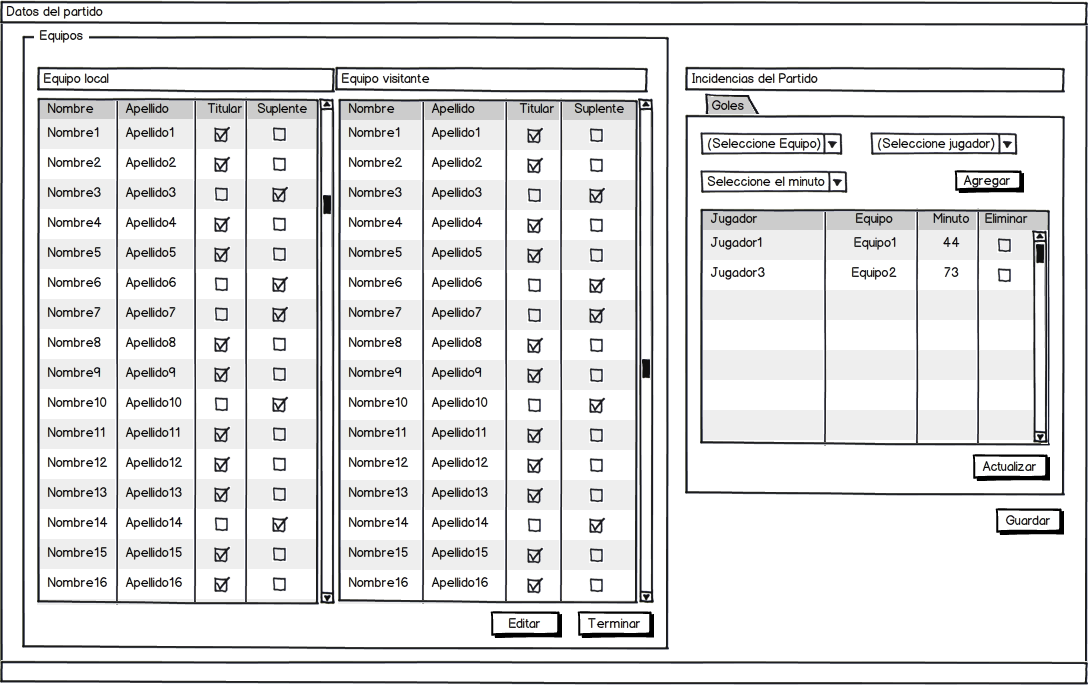 Datos del partido
Equipos
Equipo local
Nombre Apellido Titular Suplente
Nombre1 Apellido1
Nombre2 Apellido2
Nombre3 Apellido3
Nombre4 Apellido4
Nombre5 Apellido5
Nombre6 Apellido6
Nombre7 Apellido7
Nombre8 Apellido8
Nombre9 Apellido9
Nombre10 Apellido10
Nombre11 Apellido11
Nombre12 Apellido12
Nombre13 Apellido13
Nombre14 Apellido14
Nombre15 Apellido15
Nombre16 Apellido16
Equipo visitante
Nombre Apellido Titular Suplente
Nombre1 Apellido1
Nombre2 Apellido2
Nombre3 Apellido3
Nombre4 Apellido4
Nombre5 Apellido5
Nombre6 Apellido6
Nombre7 Apellido7
Nombre8 Apellido8
Nombre9 Apellido9
Nombre10 Apellido10
Nombre11 Apellido11
Nombre12 Apellido12
Nombre13 Apellido13
Nombre14 Apellido14
Nombre15 Apellido15
Nombre16 Apellido16
Editar Terminar
Incidencias del Partido
Goles
(Seleccione Equipo) (Seleccione jugador)
Seleccione el minuto Agregar
Jugador Equipo Minuto Eliminar
Jugador1 Equipo1 44
Jugador3 Equipo2 73
Actualizar
Guardar